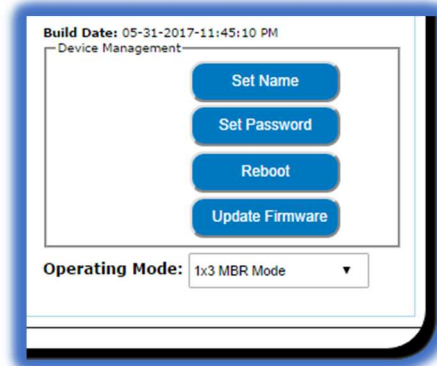 Build Date: 05-31-2017-11:45:10 PM
Device Management
Set Name
Set Password
Reboot
Update Firmware
Operating Mode: 1x3 MBR Mode